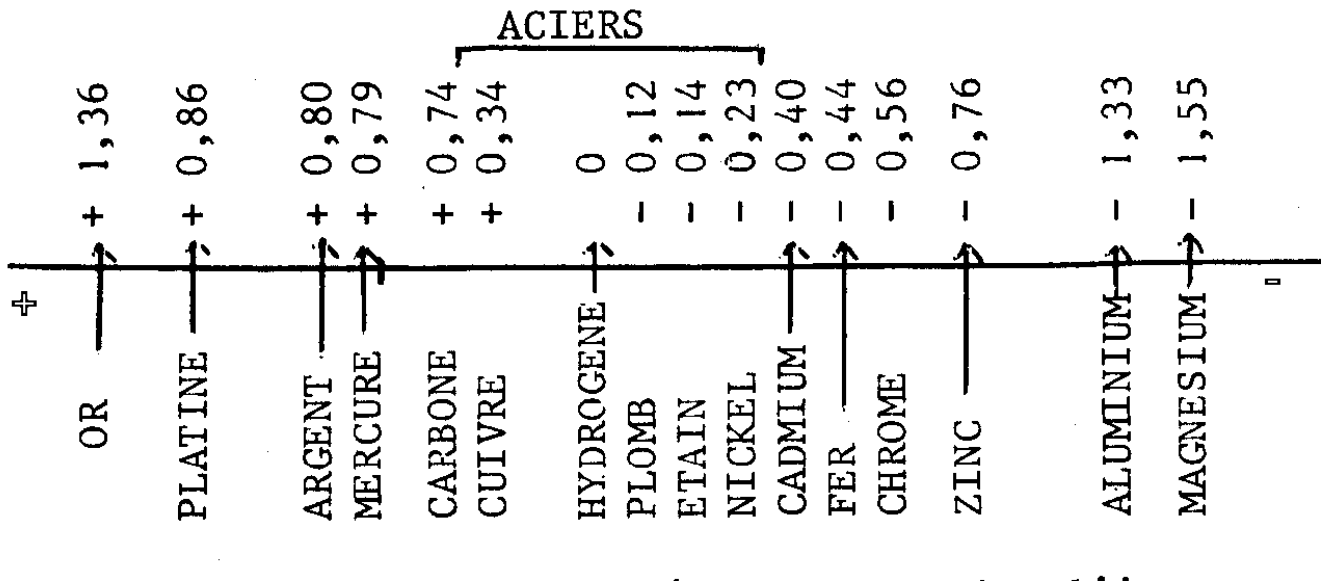 ACIERS
+ 1,36
+ 0,86
+ 0,80
+ 0,79
+ 0,74
+ 0,34
0
- 0,12
- 0,14
- 0,23
- 0,40
- 0,44
- 0,56
- 0,76
- 1,33
- 1,55
+
-
OR
PLATINE
ARGENT
MERCURE
CARBONE
CUIVRE
HYDROGENE
PLOMB
ETAIN
NICKEL
CADMIUM
FER
CHROME
ZINC
ALUMINIUM
MAGNESIUM